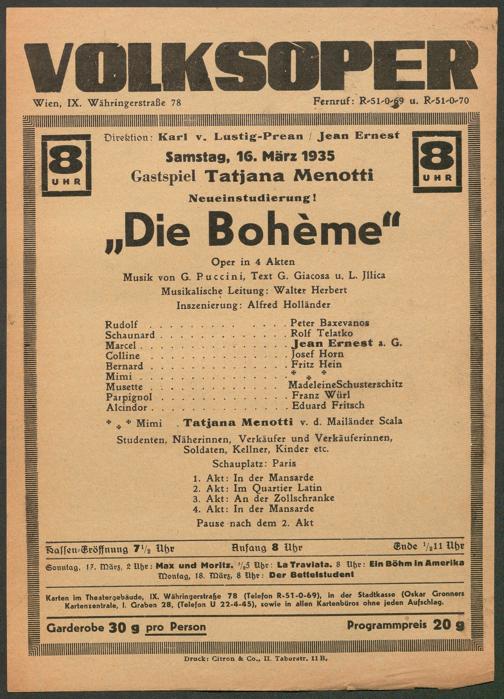 VOLKSOPER
Wien, IX. Währingerstraße 78 Fernruf: R-51-0-69 u. R-51-0-70
8 UHR
Direktion: Karl v. Lustig-Prean / Jean Ernest
8 UHR
Samstag, 16. März 1935
Gastspiel Tatjana Menotti
Neueinstudierung!
„Die Bohème“
Oper in 4 Akten
Musik von G. Puccini, Text G. Giacosa u. L. Jllica
Musikalische Leitung: Walter Herbert
Inszenierung: Alfred Holländer
Rudolf . . . . . . . . . . . . . . Peter Baxevanos
Schaunard . . . . . . . . . . . . . Rolf Telatko
Marcel . . . . . . . . . . . . . . Jean Ernest a. G.
Colline . . . . . . . . . . . . . . Josef Horn
Bernard . . . . . . . . . . . . . . Fritz Hein
Mimi . . . . . . . . . . . . . . * * *
Musette . . . . . . . . . . . . . . MadeleineSchusterschitz
Parpignol . . . . . . . . . . . . . Franz Würl
Alcindor . . . . . . . . . . . . . Eduard Fritsch
* * * Mimi . Tatjana Menotti v. d. Mailänder Scala
Studenten, Näherinnen, Verkäufer und Verkäuferinnen,
Soldaten, Kellner, Kinder etc.
Schauplatz: Paris
1. Akt: In der Mansarde
2. Akt: Im Quartier Latin
3. Akt: An der Zollschranke
4. Akt: In der Mansarde
Pause nach dem 2. Akt
Kassen-Eröffnung 7 1/2 Uhr Anfang 8 Uhr Ende 1/2 11 Uhr
Sonntag, 17. März, 2 Uhr: Max und Moritz. 1/2 5 Uhr: La Traviata. 8 Uhr: Ein Böhm in Amerika
Montag, 18. März, 8 Uhr: Der Bettelstudent
Karten im Theatergebäude, IX. Währingerstraße 78 (Telefon R-51-0-69), in der Stadtkasse (Oskar Gronners
Kartenzentrale, I. Graben 28, (Telefon U 22-4-45), sowie in allen Kartenbüros ohne jeden Aufschlag.
Garderobe 30 g pro Person Programmpreis 20 g
Druck: Citron & Co., II. Taborstr. 11 B.